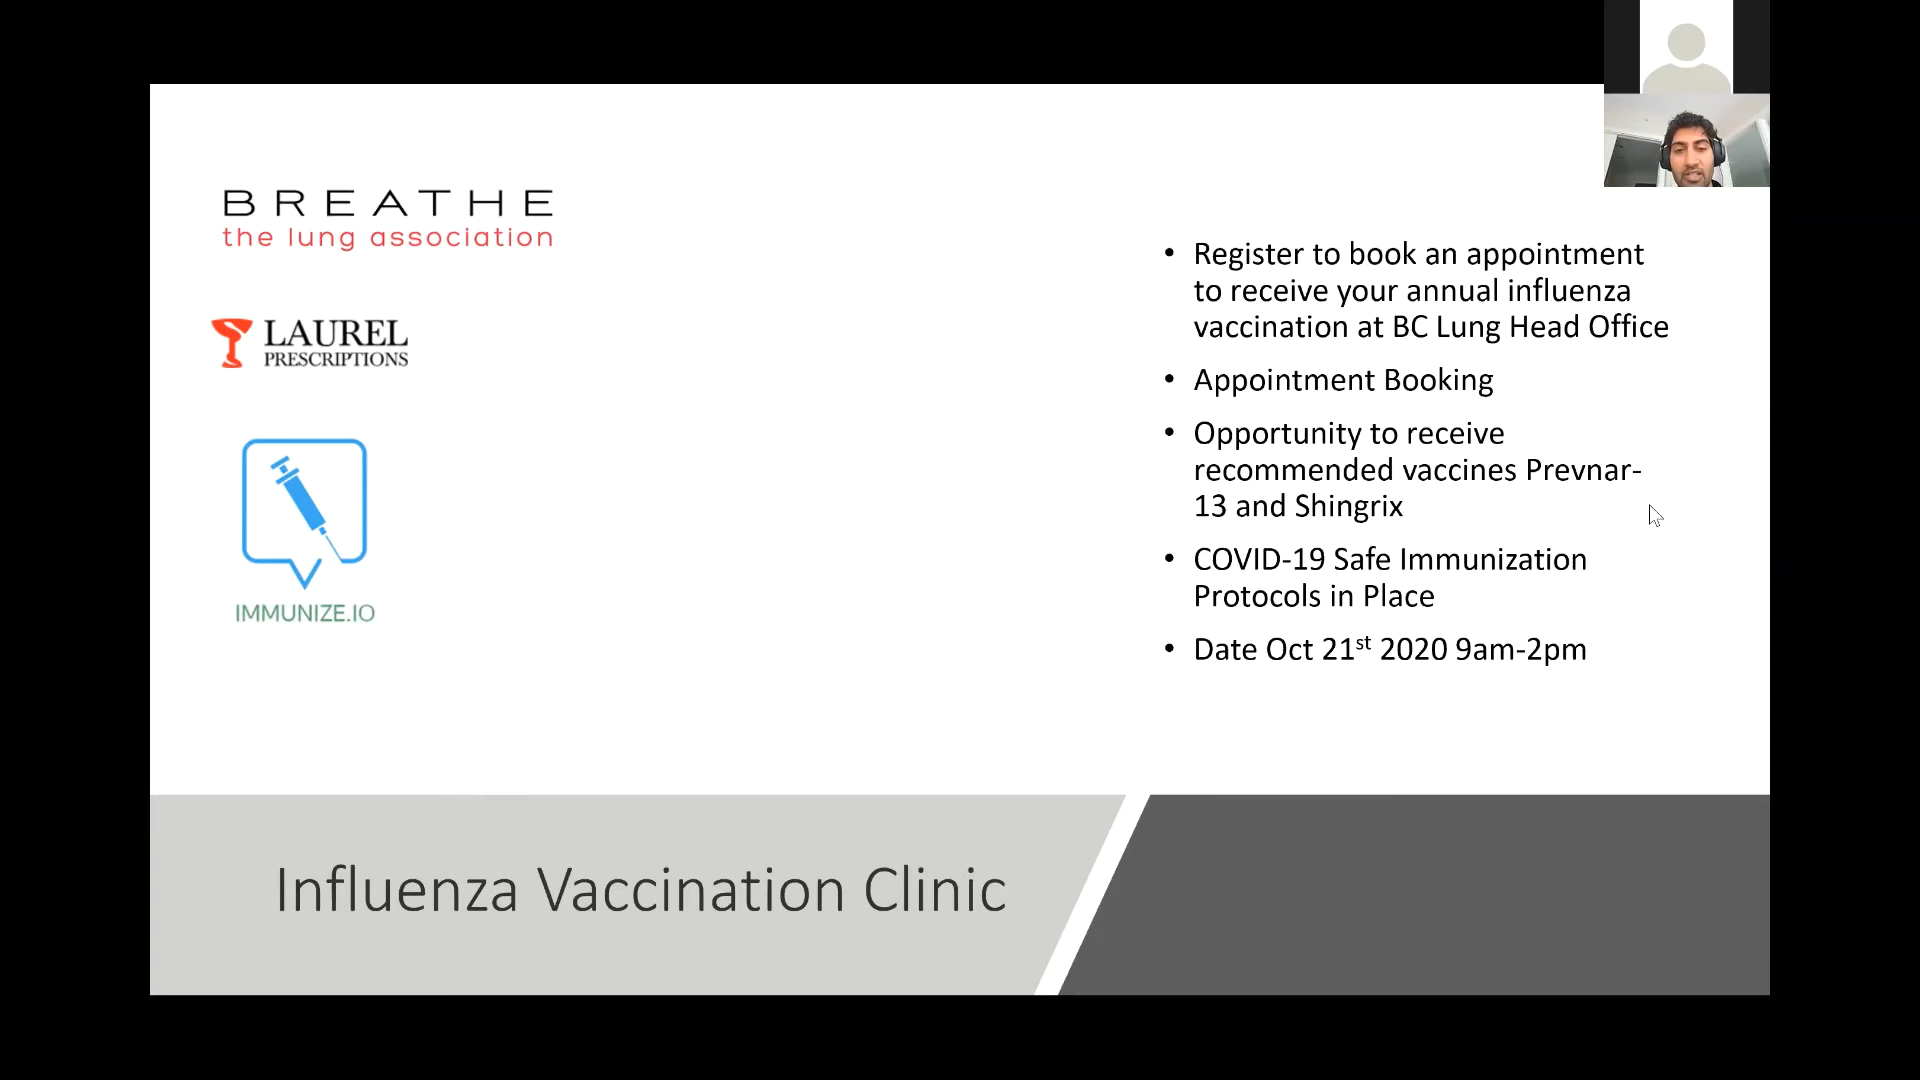 BREATHE
the lung association
LAUREL
PRESCRIPTIONS
IMMUNIZE.IO
• Register to book an appointment
to receive your annual influenza
vaccination at BC Lung Head Office
• Appointment Booking
• Opportunity to receive
recommended vaccines Prevnar-
13 and Shingrix
• COVID-19 Safe Immunization
Protocols in Place
• Date Oct 21st 2020 9am-2pm
Influenza Vaccination Clinic